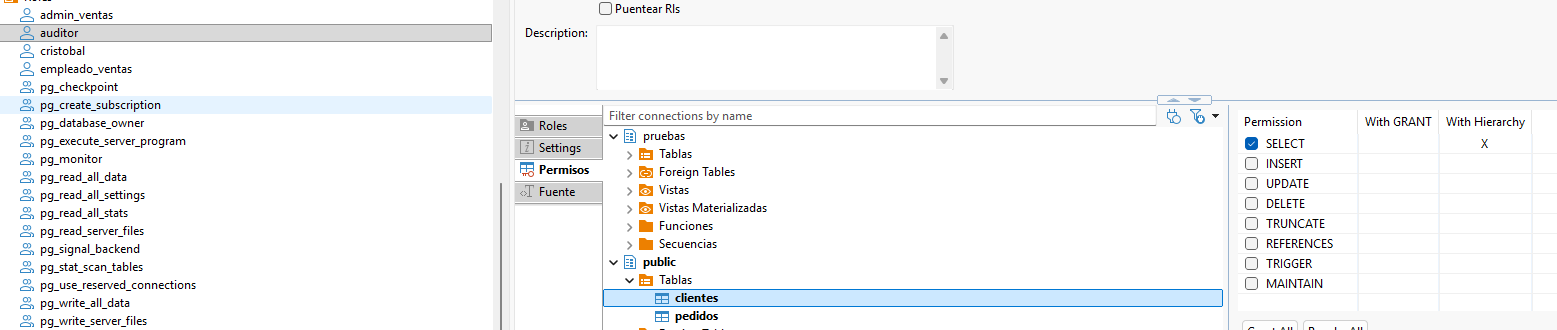 admin_ventas
auditor
cristobal
empleado_ventas
pg_checkpoint
pg_create_subscription
pg_database_owner
pg_execute_server_program
pg_monitor
pg_read_all_data
pg_read_all_settings
pg_read_all_stats
pg_read_server_files
pg_signal_backend
pg_stat_scan_tables
pg_use_reserved_connections
pg_write_all_data
pg_write_server_files
Puentear Rls
Description:
Roles
Settings
Permisos
Fuente
Filter connections by name
pruebas
Tablas
Foreign Tables
Vistas
Vistas Materializadas
Funciones
Secuencias
public
Tablas
clientes
pedidos
Permission With GRANT With Hierarchy
SELECT X
INSERT
UPDATE
DELETE
TRUNCATE
REFERENCES
TRIGGER
MAINTAIN